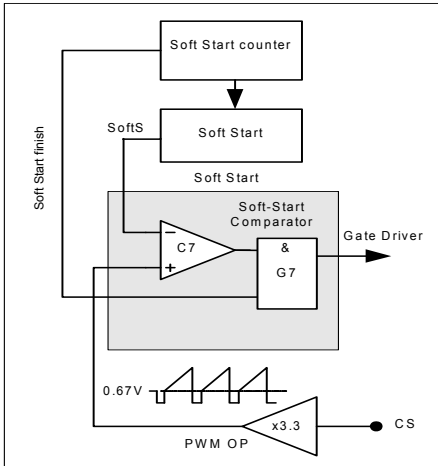 Soft Start counter
SoftS
Soft Start
Soft Start finish
Soft Start
Soft-Start
Comparator
Gate Driver
−
C7
+
&
G7
0.67V
x3.3
CS
PWM OP